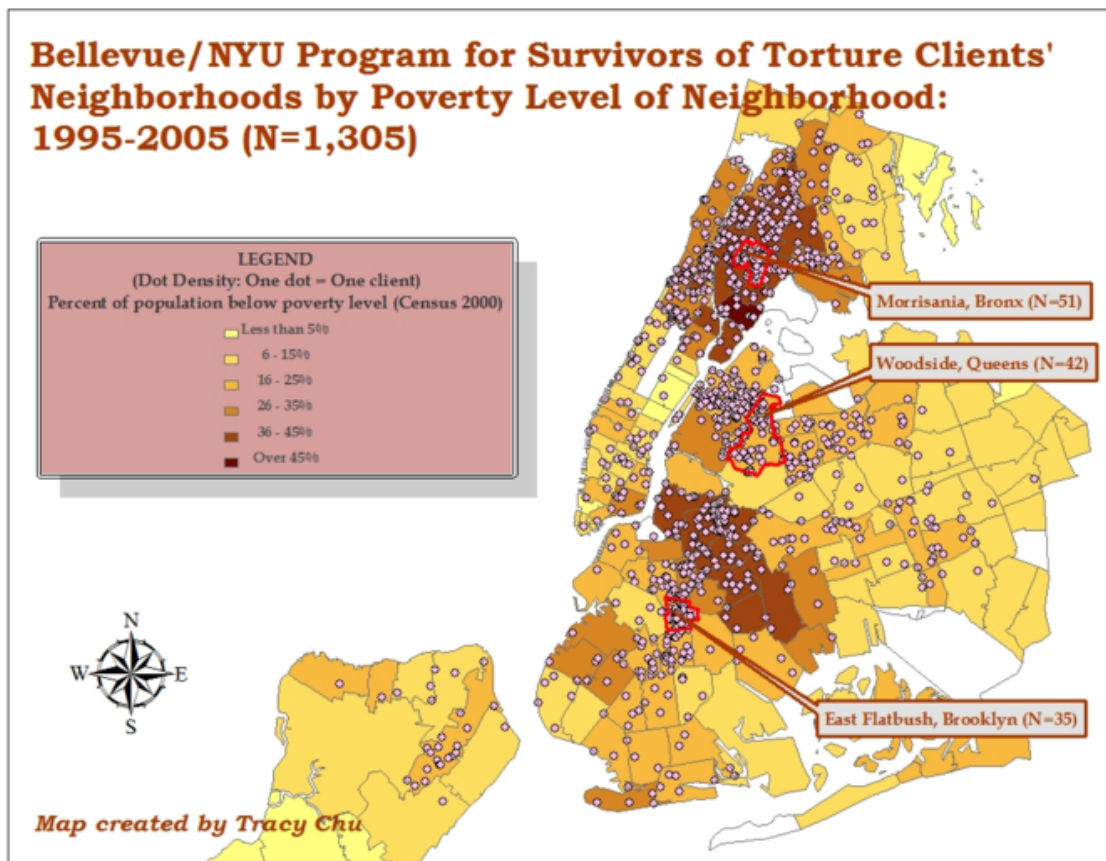 Bellevue/NYU Program for Survivors of Torture Clients'
Neighborhoods by Poverty Level of Neighborhood:
1995-2005 (N=1,305)
LEGEND
(Dot Density: One dot = One client)
Percent of population below poverty level (Census 2000)
Less than 5%
6 - 15%
16 - 25%
26 - 35%
36 - 45%
Over 45%
Morrisania, Bronx (N=51)
Woodside, Queens (N=42)
East Flatbush, Brooklyn (N=35)
N
W E
S
Map created by Tracy Chu